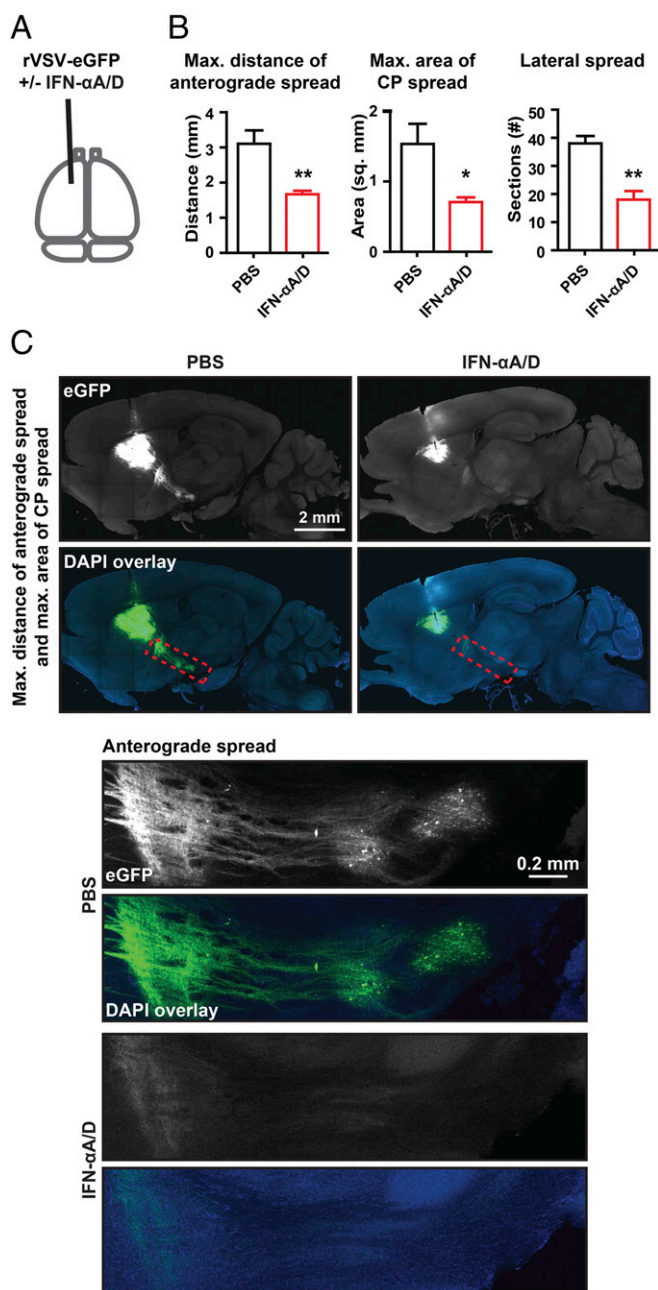 A
rVSV-eGFP
+/- IFN-αA/D
B
Max. distance of
anterograde spread
Distance (mm)
4
3
2
1
0
**
PBS
IFN-αA/D
Max. area of
CP spread
Area (sq. mm)
2
1
0
*
PBS
IFN-αA/D
Lateral spread
Sections (#)
50
40
30
20
10
0
**
PBS
IFN-αA/D
C
PBS
IFN-αA/D
Max. distance of anterograde spread
and max. area of CP spread
eGFP
2 mm
DAPI overlay
Anterograde spread
PBS
eGFP
0.2 mm
DAPI overlay
IFN-αA/D